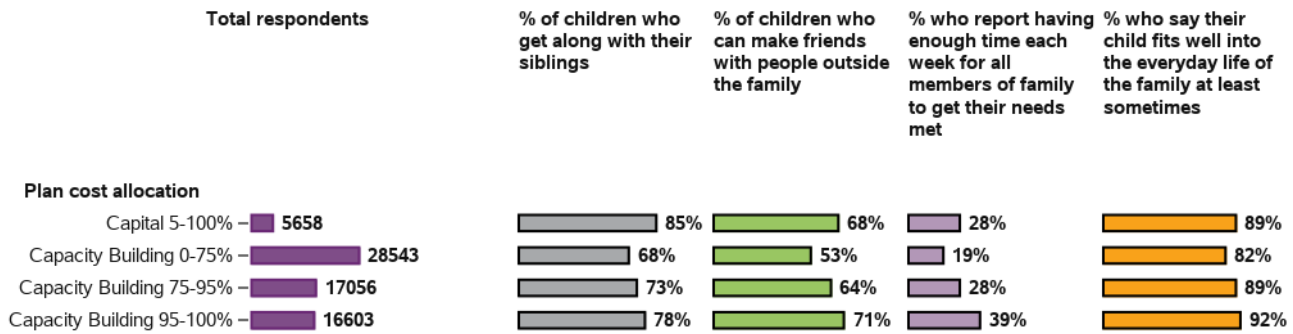 Total respondents
% of children who
get along with their
siblings
% of children who
can make friends
with people outside
the family
% who report having
enough time each
week for all
members of family
to get their needs
met
% who say their
child fits well into
the everyday life of
the family at least
sometimes
Plan cost allocation
Capital 5-100% 5658 85% 68% 28% 89%
Capacity Building 0-75% 28543 68% 53% 19% 82%
Capacity Building 75-95% 17056 73% 64% 28% 89%
Capacity Building 95-100% 16603 78% 71% 39% 92%